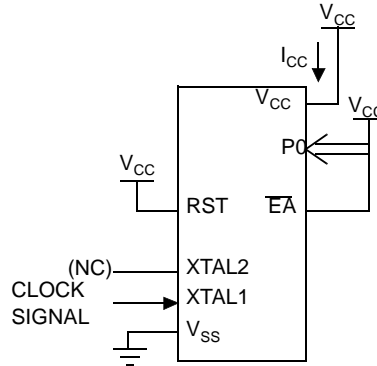 VCC
ICC
VCC
VCC
P0
VCC
RST
EA
(NC)
XTAL2
CLOCK
SIGNAL
XTAL1
VSS